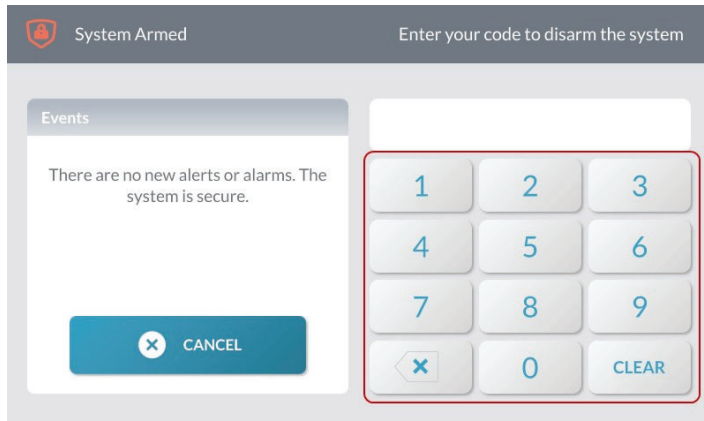 System Armed
Enter your code to disarm the system
Events
There are no new alerts or alarms. The
system is secure.
CANCEL
1 2 3
4 5 6
7 8 9
0 CLEAR